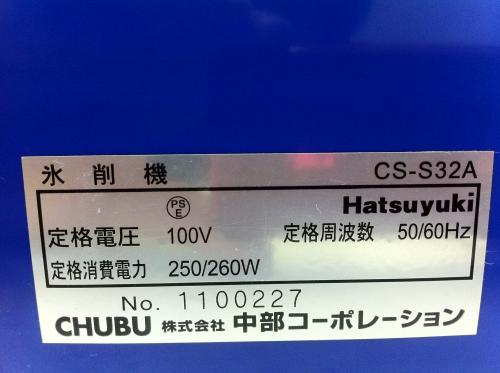 氷削機 CS-S32A
PS E Hatsuyuki
定格電圧 100V 定格周波数 50/60Hz
定格消費電力 250/260W
No. 1100227
CHUBU 株式会社 中部コーポレーション